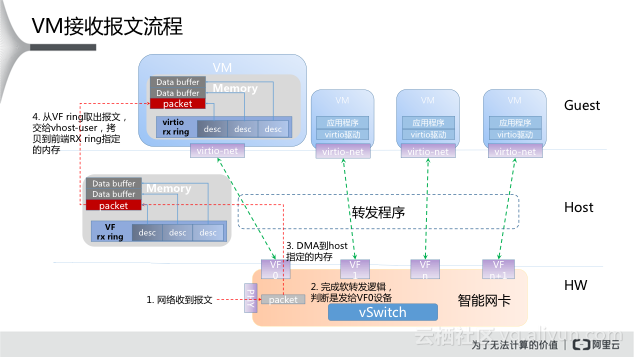 VM接收报文流程
VM
Data buffer
Data buffer
Memory
packet
virtio
rx ring
desc
desc
desc
virtio-net
VM
应用程序
virtio驱动
virtio-net
VM
应用程序
virtio驱动
virtio-net
VM
应用程序
virtio驱动
virtio-net
Guest
4. 从VF ring取出报文，
交给vhost-user，拷
贝到前端RX ring指定
的内存
Data buffer
Data buffer
Memory
packet
VF
rx ring
desc
desc
desc
转发程序
Host
3. DMA到host
指定的内存
VF
0
VF
1
VF
n
VF
n+1
HW
1. 网络收到报文
PHY
packet
2. 完成软转发逻辑，
判断是发给VF0设备
vSwitch
智能网卡
云栖社区 yq.aliyun.com
为了无法计算的价值
阿里云